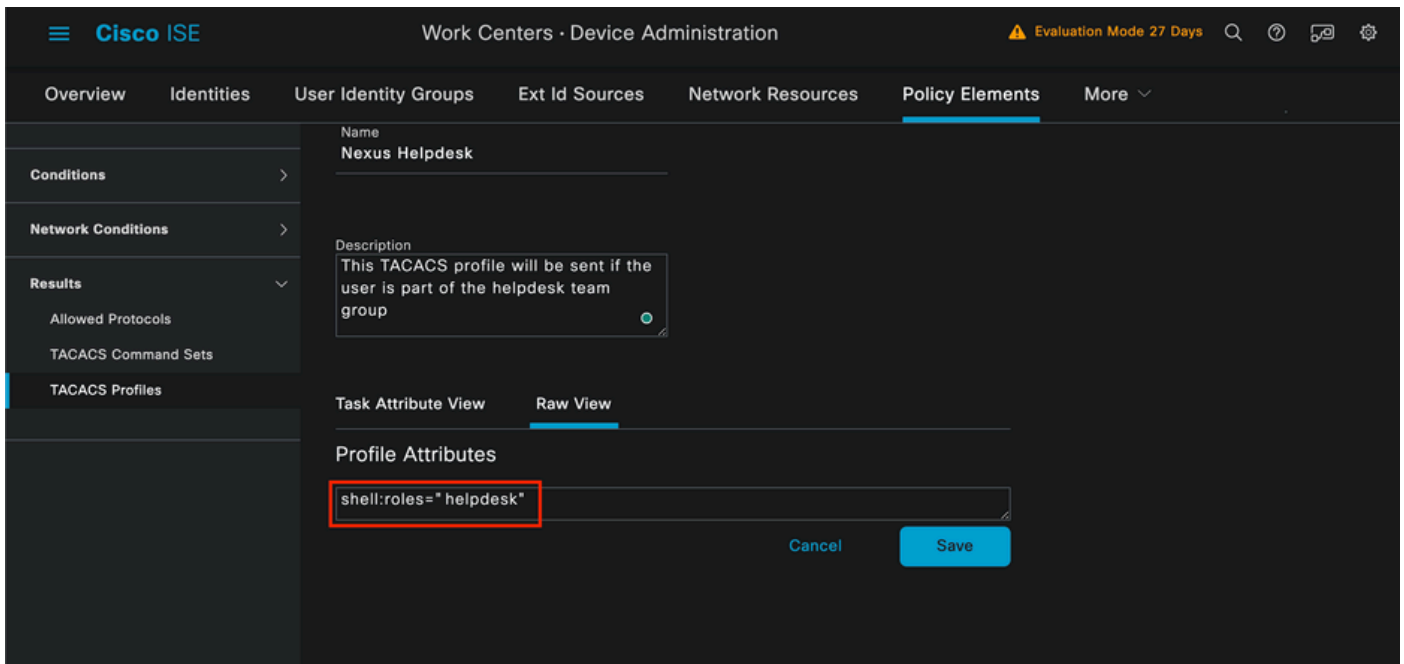 Cisco ISE
Work Centers · Device Administration
Evaluation Mode 27 Days
Overview Identities User Identity Groups Ext Id Sources Network Resources Policy Elements More
Conditions
Network Conditions
Results
Allowed Protocols
TACACS Command Sets
TACACS Profiles
Name
Nexus Helpdesk
Description
This TACACS profile will be sent if the
user is part of the helpdesk team
group
Task Attribute View Raw View
Profile Attributes
shell:roles="helpdesk"
Cancel Save